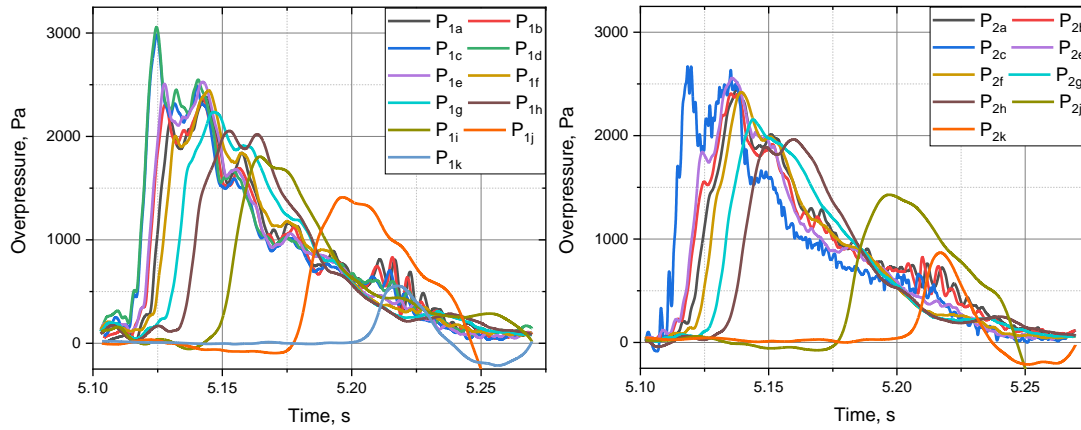 P1a P1b
P1c P1d
P1e P1f
P1g P1h
P1i P1j
P1k
3000
2000
1000
0
5.10 5.15 5.20 5.25
Overpressure, Pa
Time, s
P2a P2b
P2c P2e
P2f P2g
P2h P2j
P2k
3000
2000
1000
0
5.10 5.15 5.20 5.25
Overpressure, Pa
Time, s